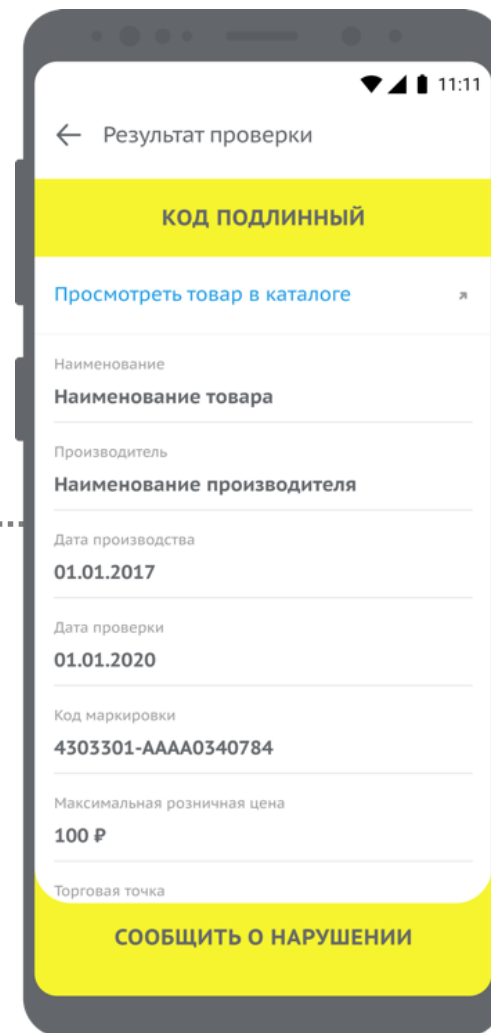 11:11
Результат проверки
КОД ПОДЛИННЫЙ
Просмотреть товар в каталоге
Наименование
Наименование товара
Производитель
Наименование производителя
Дата производства
01.01.2017
Дата проверки
01.01.2020
Код маркировки
4303301-AAAA0340784
Максимальная розничная цена
100 ₽
Торговая точка
СООБЩИТЬ О НАРУШЕНИИ